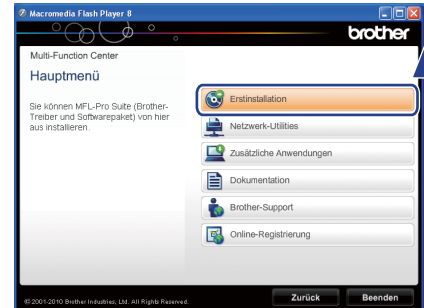 Macromedia Flash Player 8
brother
Multi-Function Center
Hauptmenü
Sie können MFL-Pro Suite (Brother-
Treiber und Softwarepaket) von hier
aus installieren.
Erstinstallation
Netzwerk-Utilities
Zusätzliche Anwendungen
Dokumentation
Brother-Support
Online-Registrierung
© 2001-2010 Brother Industries, Ltd. All Rights Reserved.
Zurück
Beenden